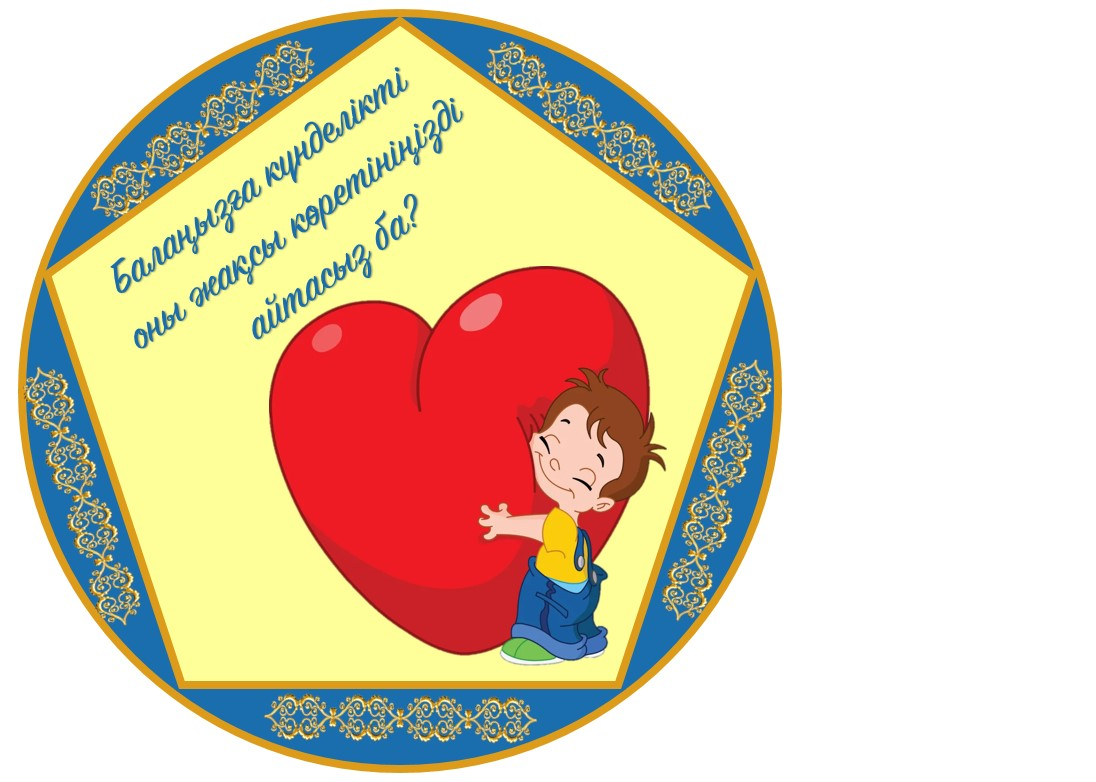 Балаңызға күнделікті
оны жақсы көретініңізді
айтасыз ба?